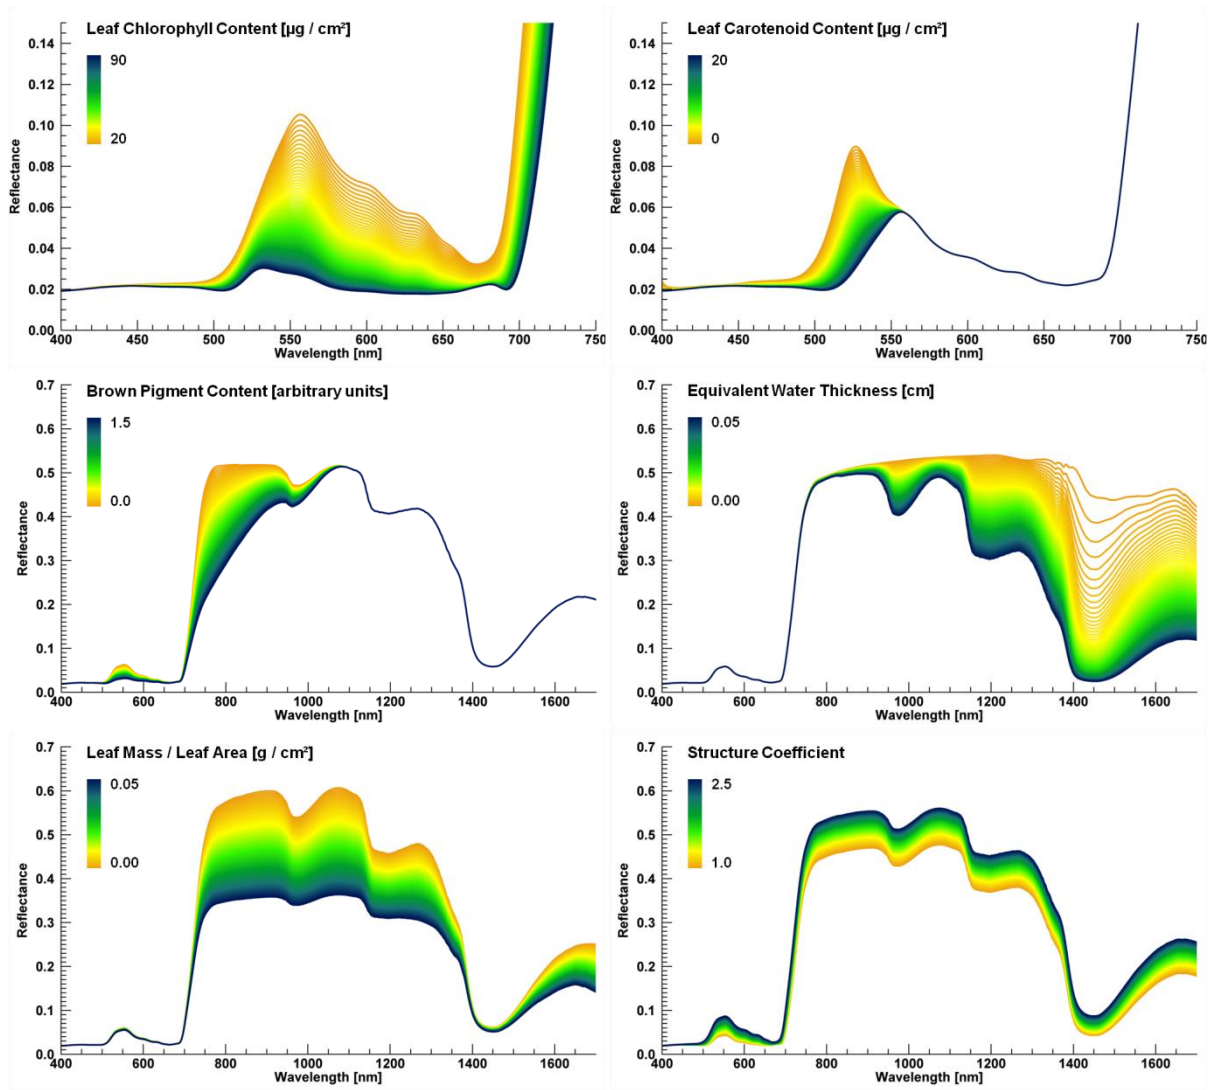 Leaf Chlorophyll Content [µg / cm²]
90
20
0.14
0.12
0.10
0.08
0.06
0.04
0.02
0.00
Reflectance
400 450 500 550 600 650 700 750
Wavelength [nm]
Leaf Carotenoid Content [µg / cm²]
20
0
0.14
0.12
0.10
0.08
0.06
0.04
0.02
0.00
Reflectance
400 450 500 550 600 650 700 750
Wavelength [nm]
Brown Pigment Content [arbitrary units]
1.5
0.0
0.7
0.6
0.5
0.4
0.3
0.2
0.1
0.0
Reflectance
400 600 800 1000 1200 1400 1600
Wavelength [nm]
Equivalent Water Thickness [cm]
0.05
0.00
0.7
0.6
0.5
0.4
0.3
0.2
0.1
0.0
Reflectance
400 600 800 1000 1200 1400 1600
Wavelength [nm]
Leaf Mass / Leaf Area [g / cm²]
0.05
0.00
0.7
0.6
0.5
0.4
0.3
0.2
0.1
0.0
Reflectance
400 600 800 1000 1200 1400 1600
Wavelength [nm]
Structure Coefficient
2.5
1.0
0.7
0.6
0.5
0.4
0.3
0.2
0.1
0.0
Reflectance
400 600 800 1000 1200 1400 1600
Wavelength [nm]